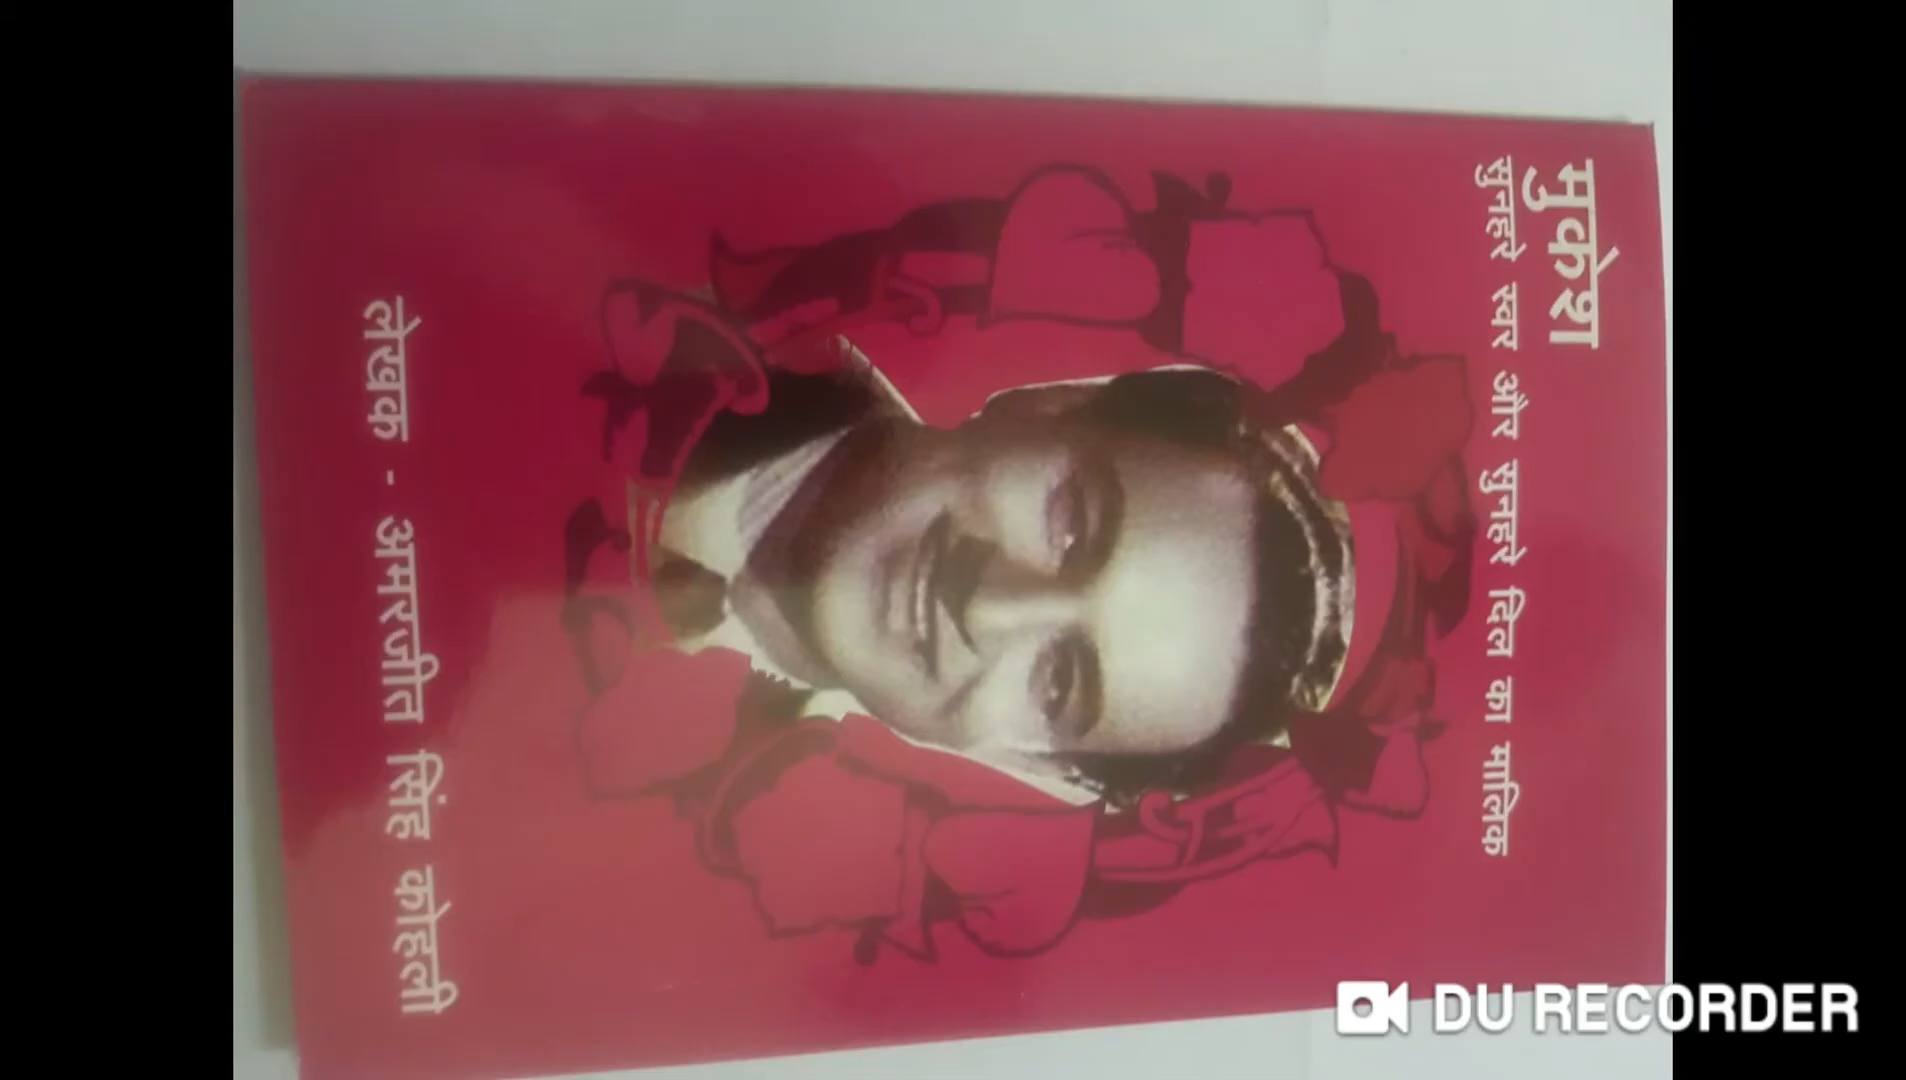 मुकेश
सुनहरे स्वर और सुनहरे दिल का मालिक
लेखक - अमरजीत सिंह कोहली
DU RECORDER